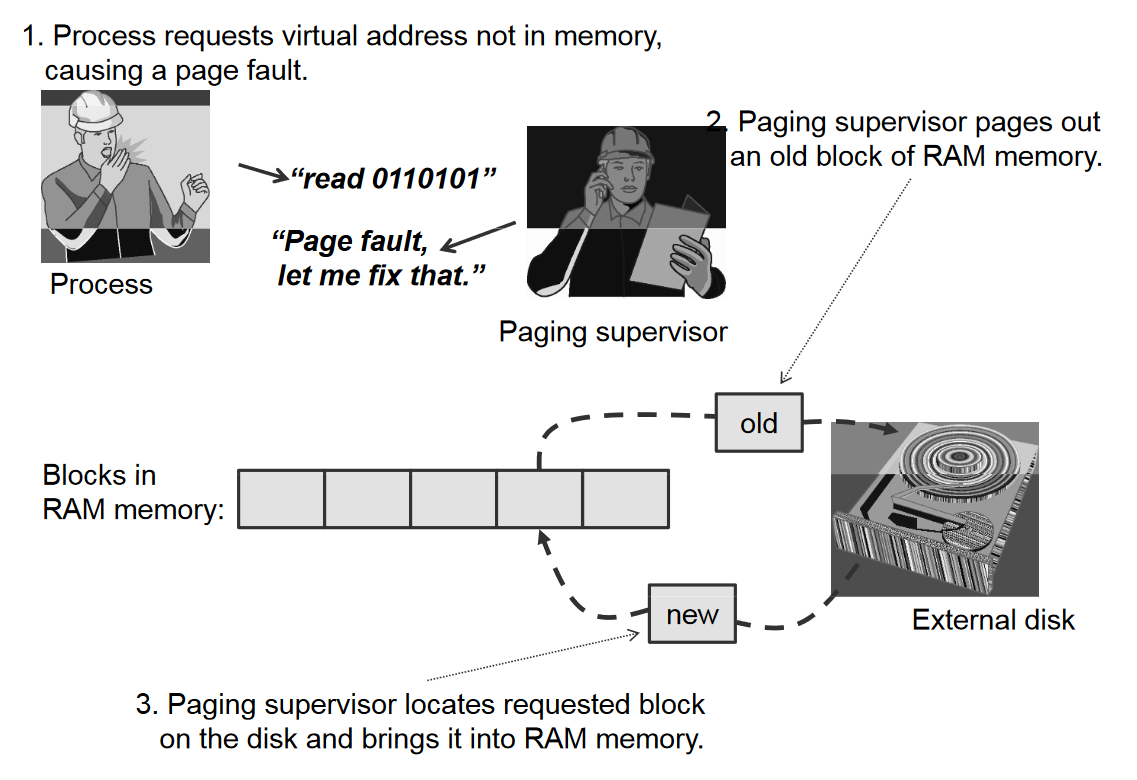 1. Process requests virtual address not in memory,
causing a page fault.
2. Paging supervisor pages out
an old block of RAM memory.
“read 0110101”
“Page fault,
let me fix that.”
Process
Paging supervisor
old
Blocks in
RAM memory:
new
External disk
3. Paging supervisor locates requested block
on the disk and brings it into RAM memory.